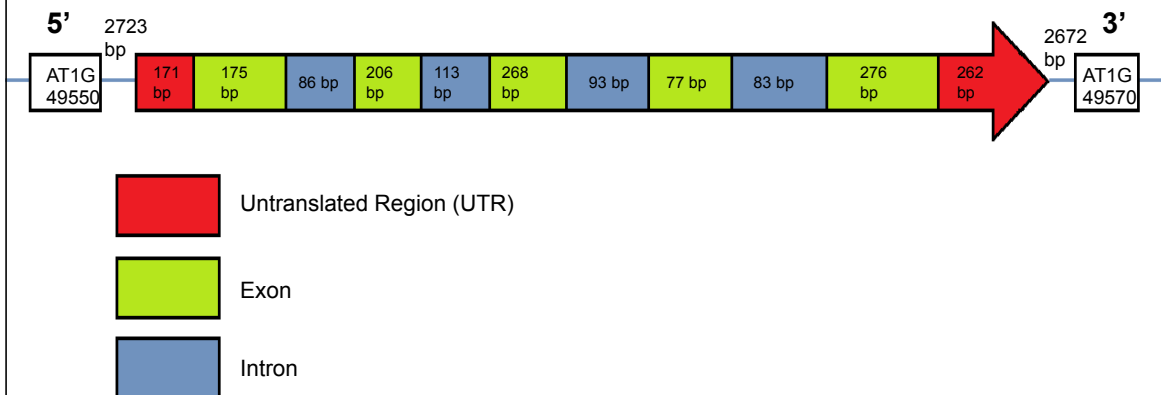 5’
2723
bp
2672
bp
3’
AT1G
49550
171
bp
175
bp
86 bp
206
bp
113
bp
268
bp
93 bp
77 bp
83 bp
276
bp
262
bp
AT1G
49570
Untranslated Region (UTR)
Exon
Intron